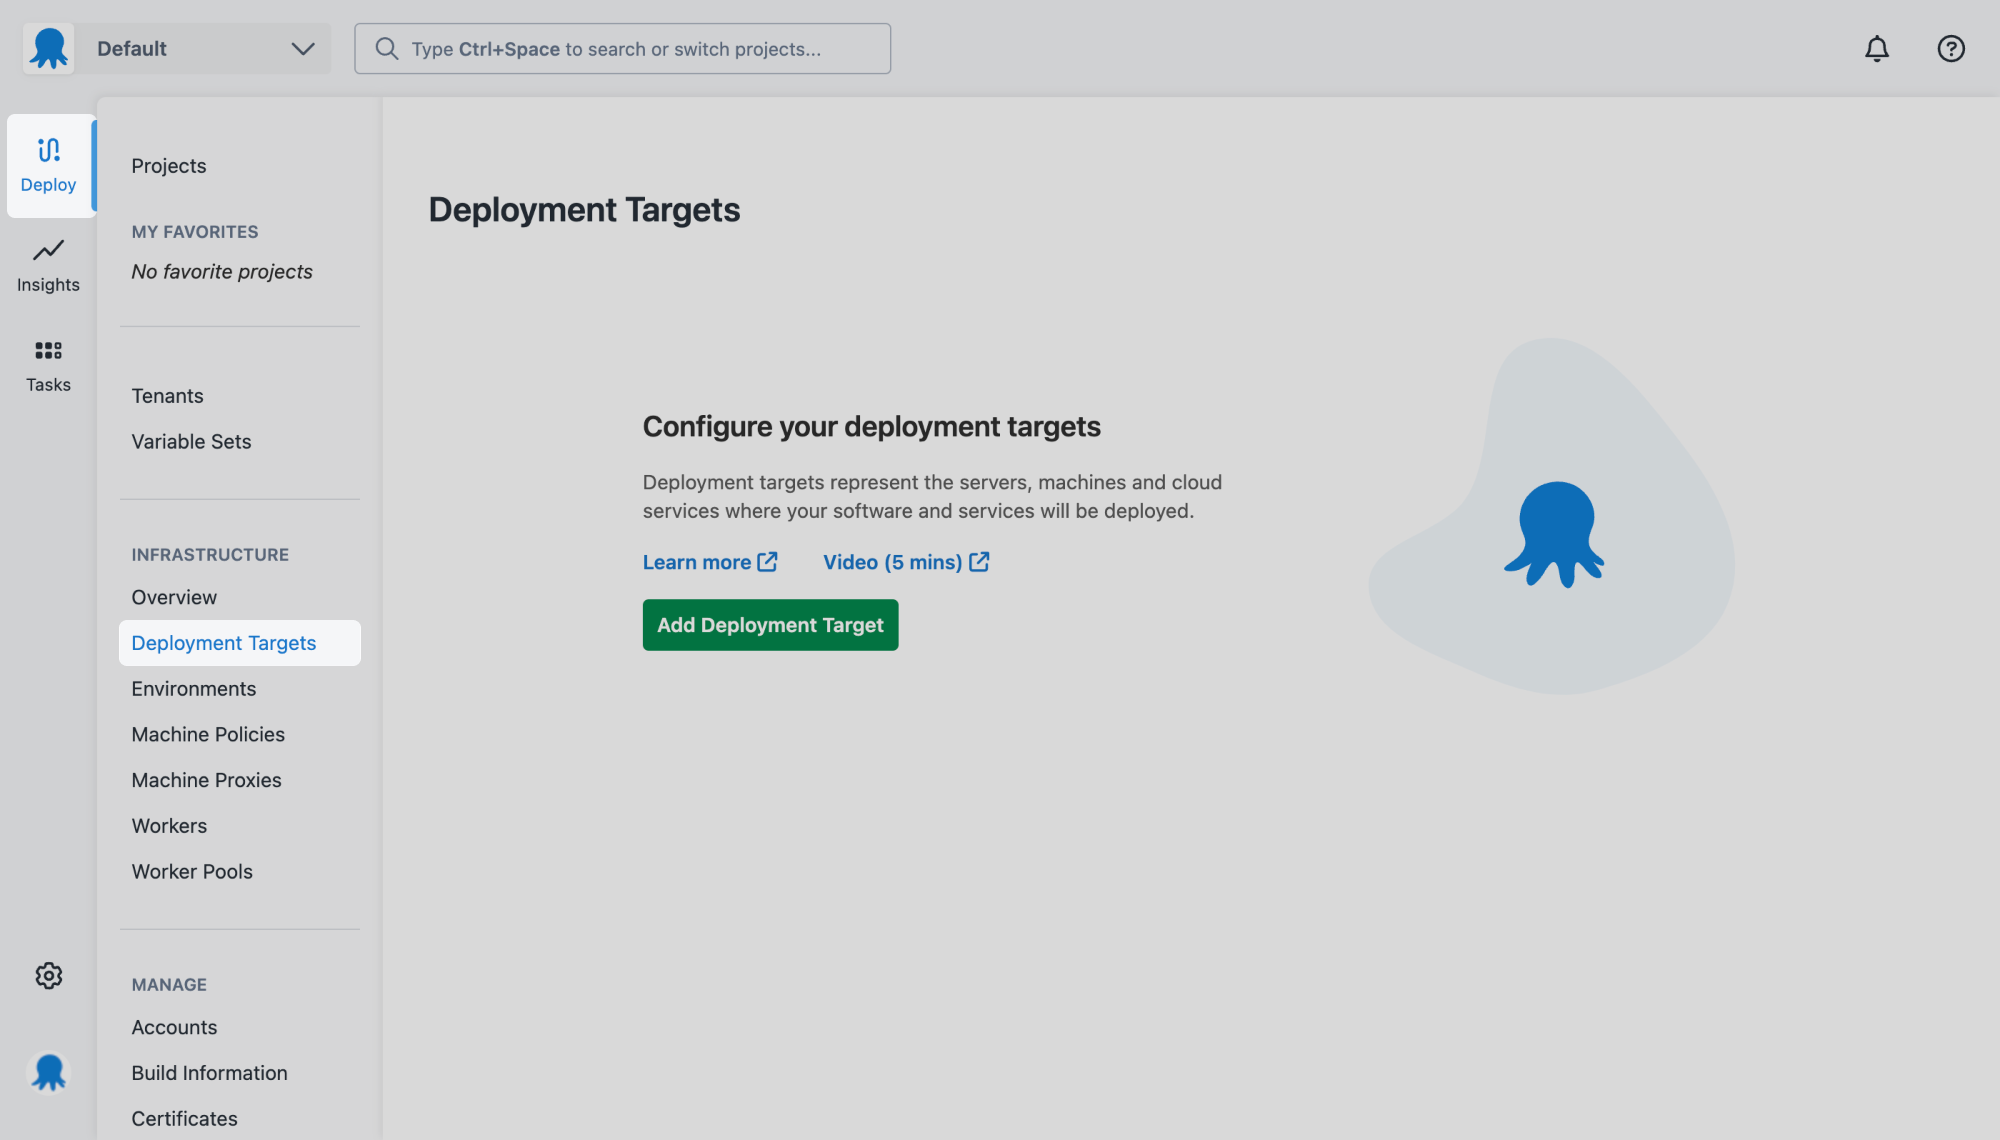 Default
Type Ctrl+Space to search or switch projects...
Deploy
Insights
Tasks
Projects
MY FAVORITES
No favorite projects
Tenants
Variable Sets
INFRASTRUCTURE
Overview
Deployment Targets
Environments
Machine Policies
Machine Proxies
Workers
Worker Pools
MANAGE
Accounts
Build Information
Certificates
Deployment Targets
Configure your deployment targets
Deployment targets represent the servers, machines and cloud
services where your software and services will be deployed.
Learn more
Video (5 mins)
Add Deployment Target